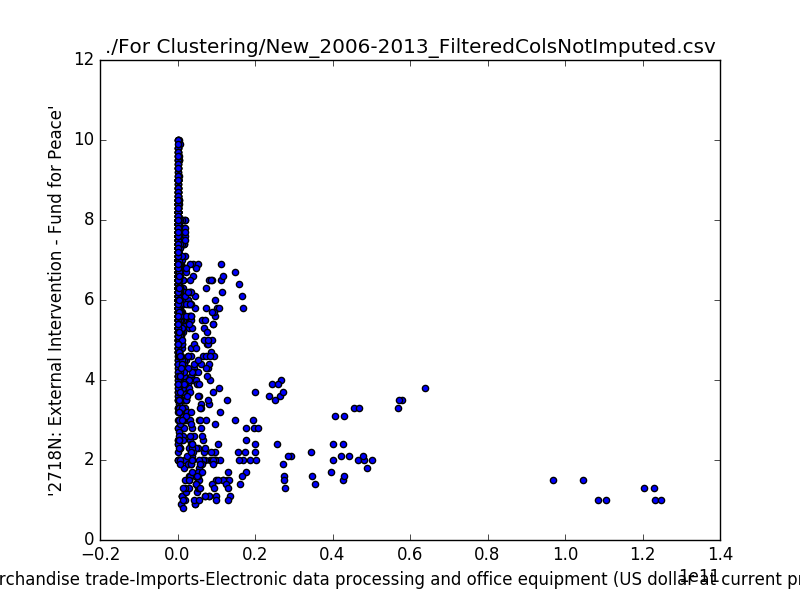 ./For Clustering/New_2006-2013_FilteredColsNotImputed.csv
12
10
8
6
4
2
0
'2718N: External Intervention - Fund for Peace'
−0.2 0.0 0.2 0.4 0.6 0.8 1.0 1.2 1.4
1e11
rchandise trade-Imports-Electronic data processing and office equipment (US dollar at current pr